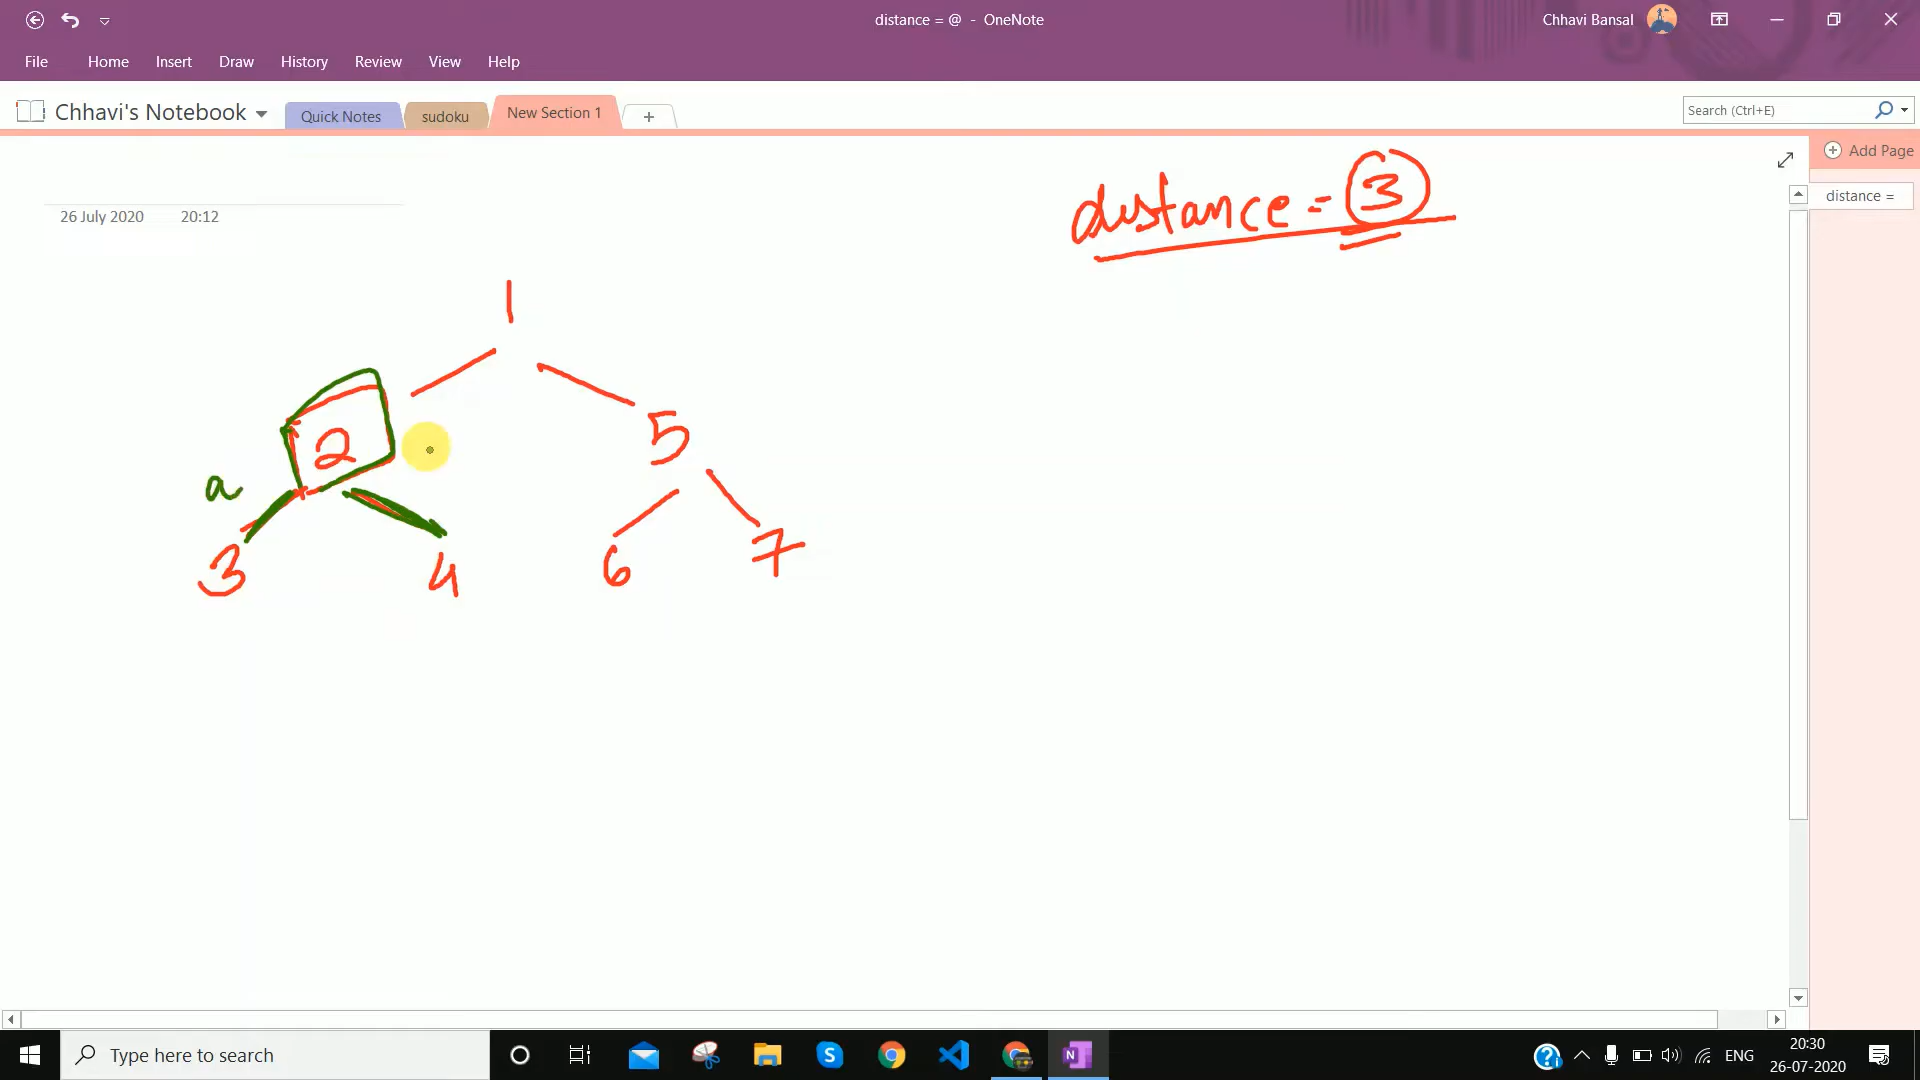 distance = @ - OneNote
Chhavi Bansal
File Home Insert Draw History Review View Help
Chhavi's Notebook
Quick Notes
sudoku
New Section 1
+
Search (Ctrl+E)
Add Page
distance =
26 July 2020 20:12
distance = 3
1
2
5
a
3
4
6
7
Type here to search
ENG
20:30
26-07-2020